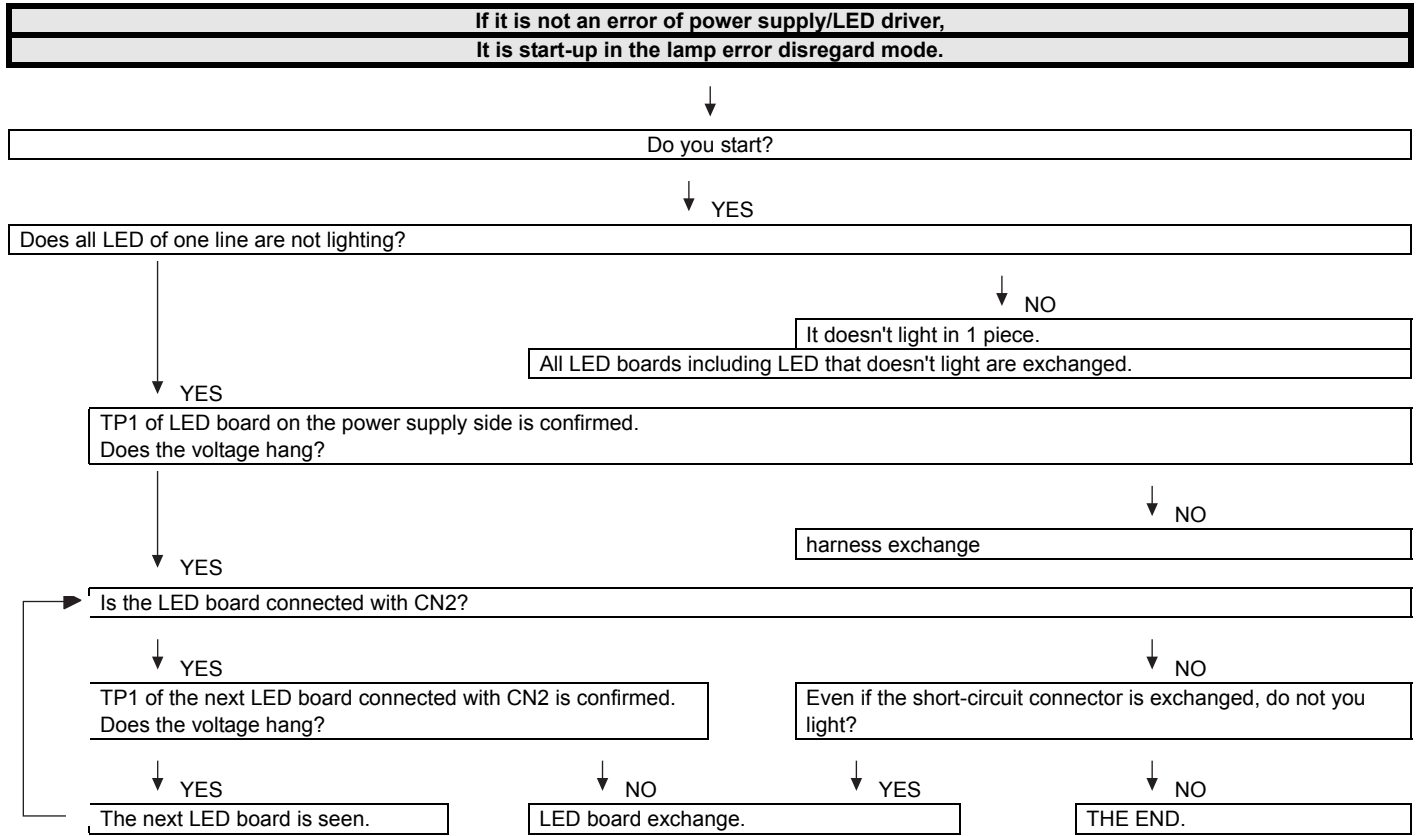 If it is not an error of power supply/LED driver,
It is start-up in the lamp error disregard mode.
Do you start?
YES
Does all LED of one line are not lighting?
NO
It doesn't light in 1 piece.
All LED boards including LED that doesn't light are exchanged.
YES
TP1 of LED board on the power supply side is confirmed.
Does the voltage hang?
NO
harness exchange
YES
Is the LED board connected with CN2?
YES
NO
TP1 of the next LED board connected with CN2 is confirmed.
Does the voltage hang?
Even if the short-circuit connector is exchanged, do not you
light?
YES
NO
YES
NO
The next LED board is seen.
LED board exchange.
THE END.